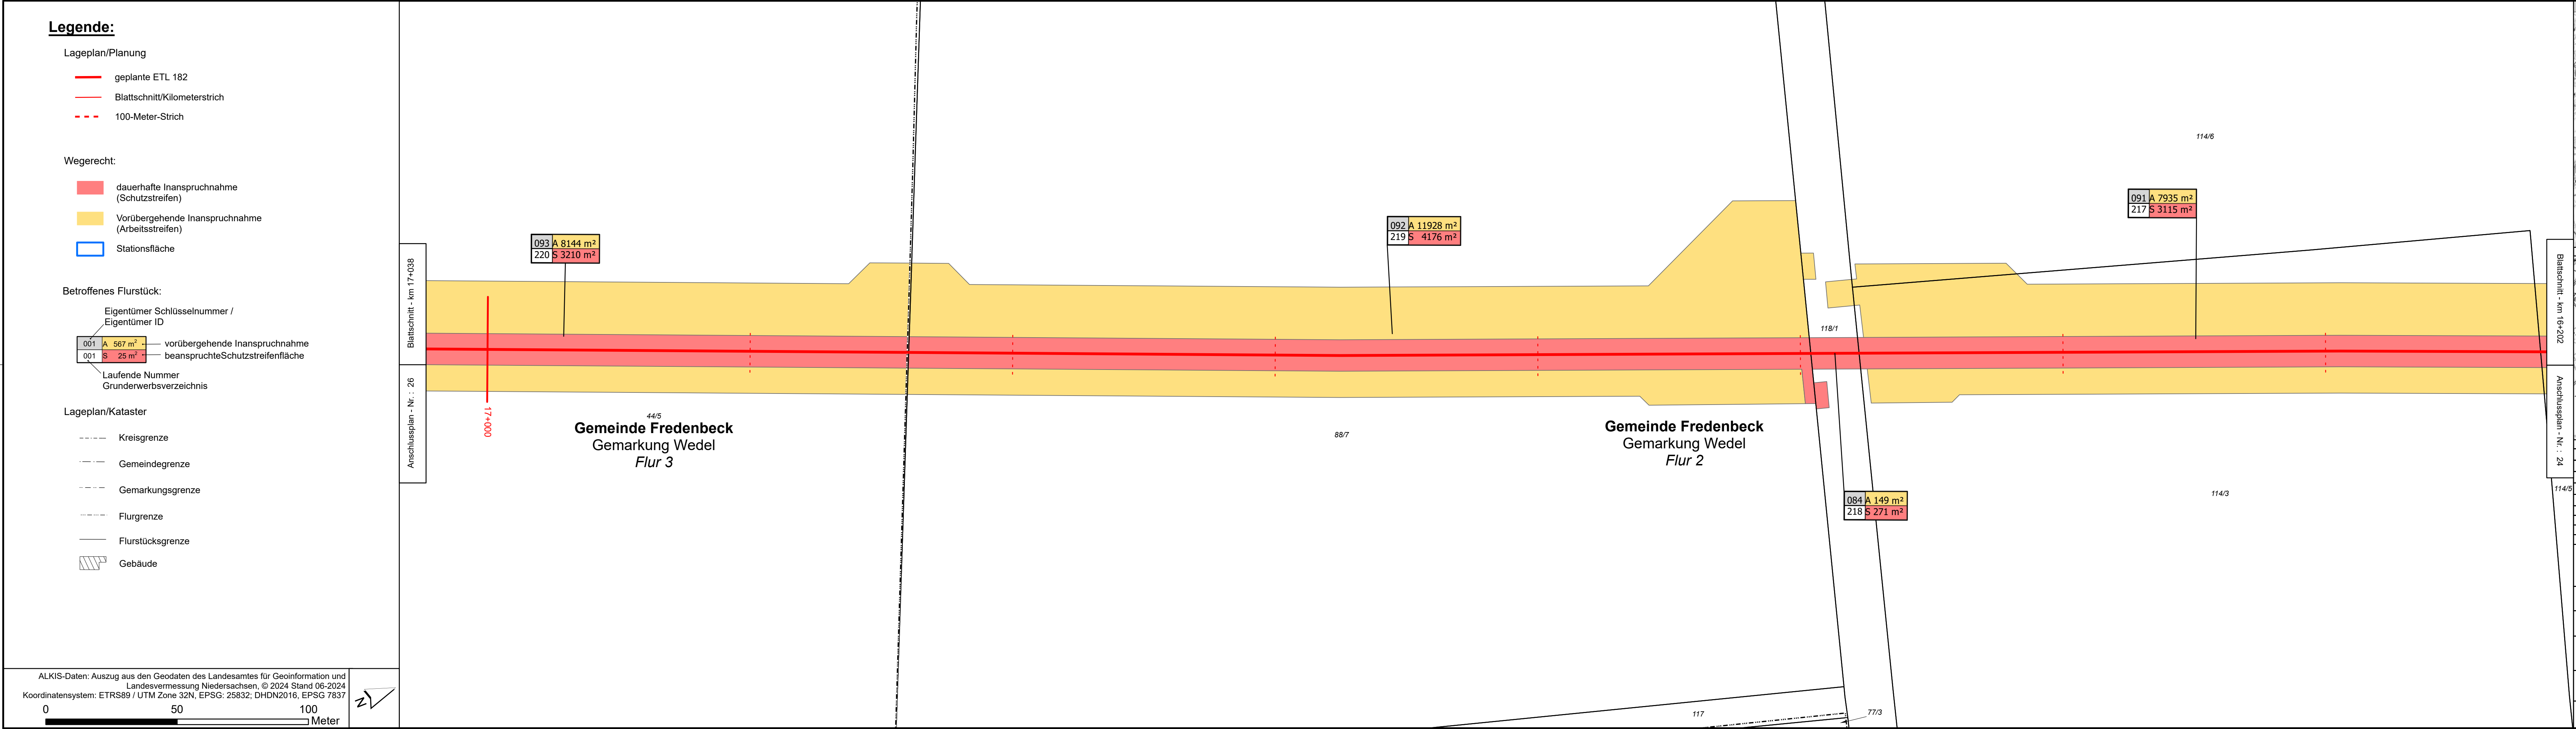 Legende:
Lageplan/Planung
geplante ETL 182
Blattschnitt/Kilometerstrich
100-Meter-Strich
Wegerecht:
dauerhafte Inanspruchnahme
(Schutzstreifen)
Vorübergehende Inanspruchnahme
(Arbeitsstreifen)
Stationsfläche
Betroffenes Flurstück:
Eigentümer Schlüsselnummer /
Eigentümer ID
001 A 567 m² vorübergehende Inanspruchnahme
001 S 25 m² beanspruchteSchutzstreifenfläche
Laufende Nummer
Grunderwerbsverzeichnis
Lageplan/Kataster
Kreisgrenze
Gemeindegrenze
Gemarkungsgrenze
Flurgrenze
Flurstücksgrenze
Gebäude
ALKIS-Daten: Auszug aus den Geodaten des Landesamtes für Geoinformation und
Landesvermessung Niedersachsen, © 2024 Stand 06-2024
Koordinatensystem: ETRS89 / UTM Zone 32N, EPSG: 25832; DHDN2016, EPSG 7837
0 50 100
Meter
N
Blattschnitt - km 17+038
Anschlussplan - Nr. : 26
17+000
093 A 8144 m²
220 S 3210 m²
44/5
Gemeinde Fredenbeck
Gemarkung Wedel
Flur 3
092 A 11928 m²
219 S 4176 m²
88/7
Gemeinde Fredenbeck
Gemarkung Wedel
Flur 2
118/1
084 A 149 m²
218 S 271 m²
117
77/3
114/6
091 A 7935 m²
217 S 3115 m²
114/3
Blattschnitt - km 16+202
Anschlussplan - Nr. : 24
114/5